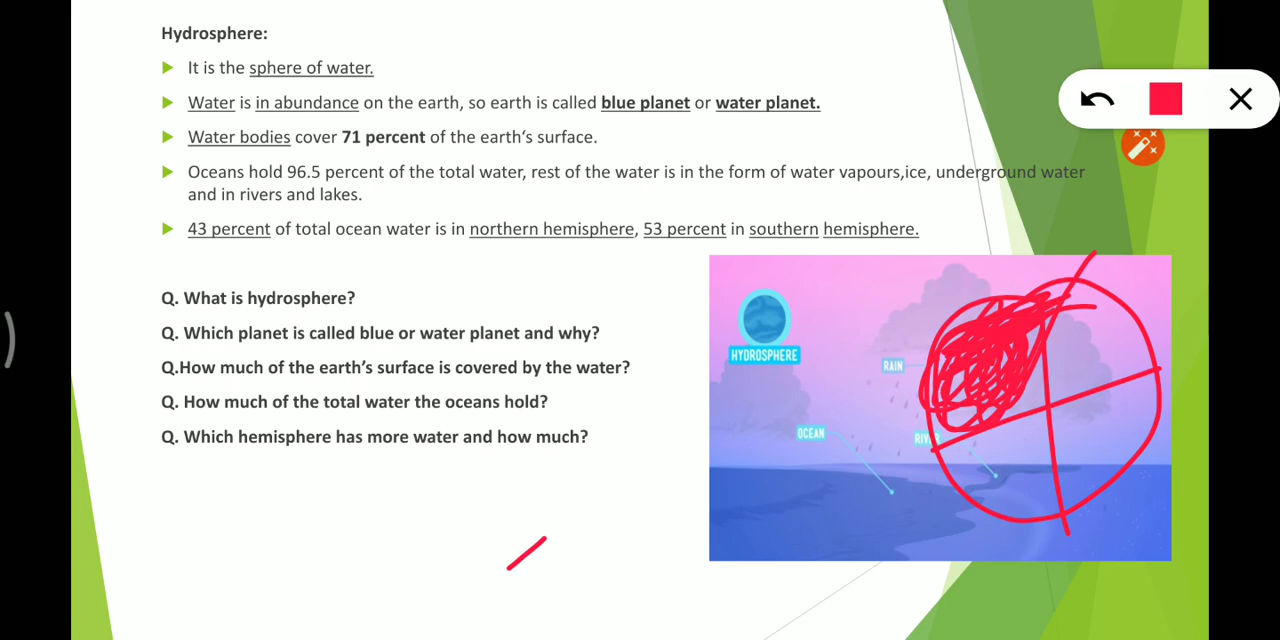 Hydrosphere:
It is the sphere of water.
Water is in abundance on the earth, so earth is called blue planet or water planet.
Water bodies cover 71 percent of the earth‘s surface.
Oceans hold 96.5 percent of the total water, rest of the water is in the form of water vapours,ice, underground water
and in rivers and lakes.
43 percent of total ocean water is in northern hemisphere, 53 percent in southern hemisphere.
Q. What is hydrosphere?
Q. Which planet is called blue or water planet and why?
Q.How much of the earth’s surface is covered by the water?
Q. How much of the total water the oceans hold?
Q. Which hemisphere has more water and how much?
HYDROSPHERE
RAIN
OCEAN
RIVER